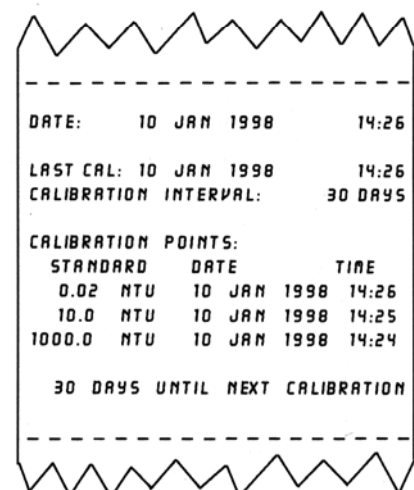 DATE: 10 JAN 1998 14:26
LAST CAL: 10 JAN 1998 14:26
CALIBRATION INTERVAL: 30 DAYS
CALIBRATION POINTS:
STANDARD DATE TIME
0.02 NTU 10 JAN 1998 14:26
10.0 NTU 10 JAN 1998 14:25
1000.0 NTU 10 JAN 1998 14:24
30 DAYS UNTIL NEXT CALIBRATION